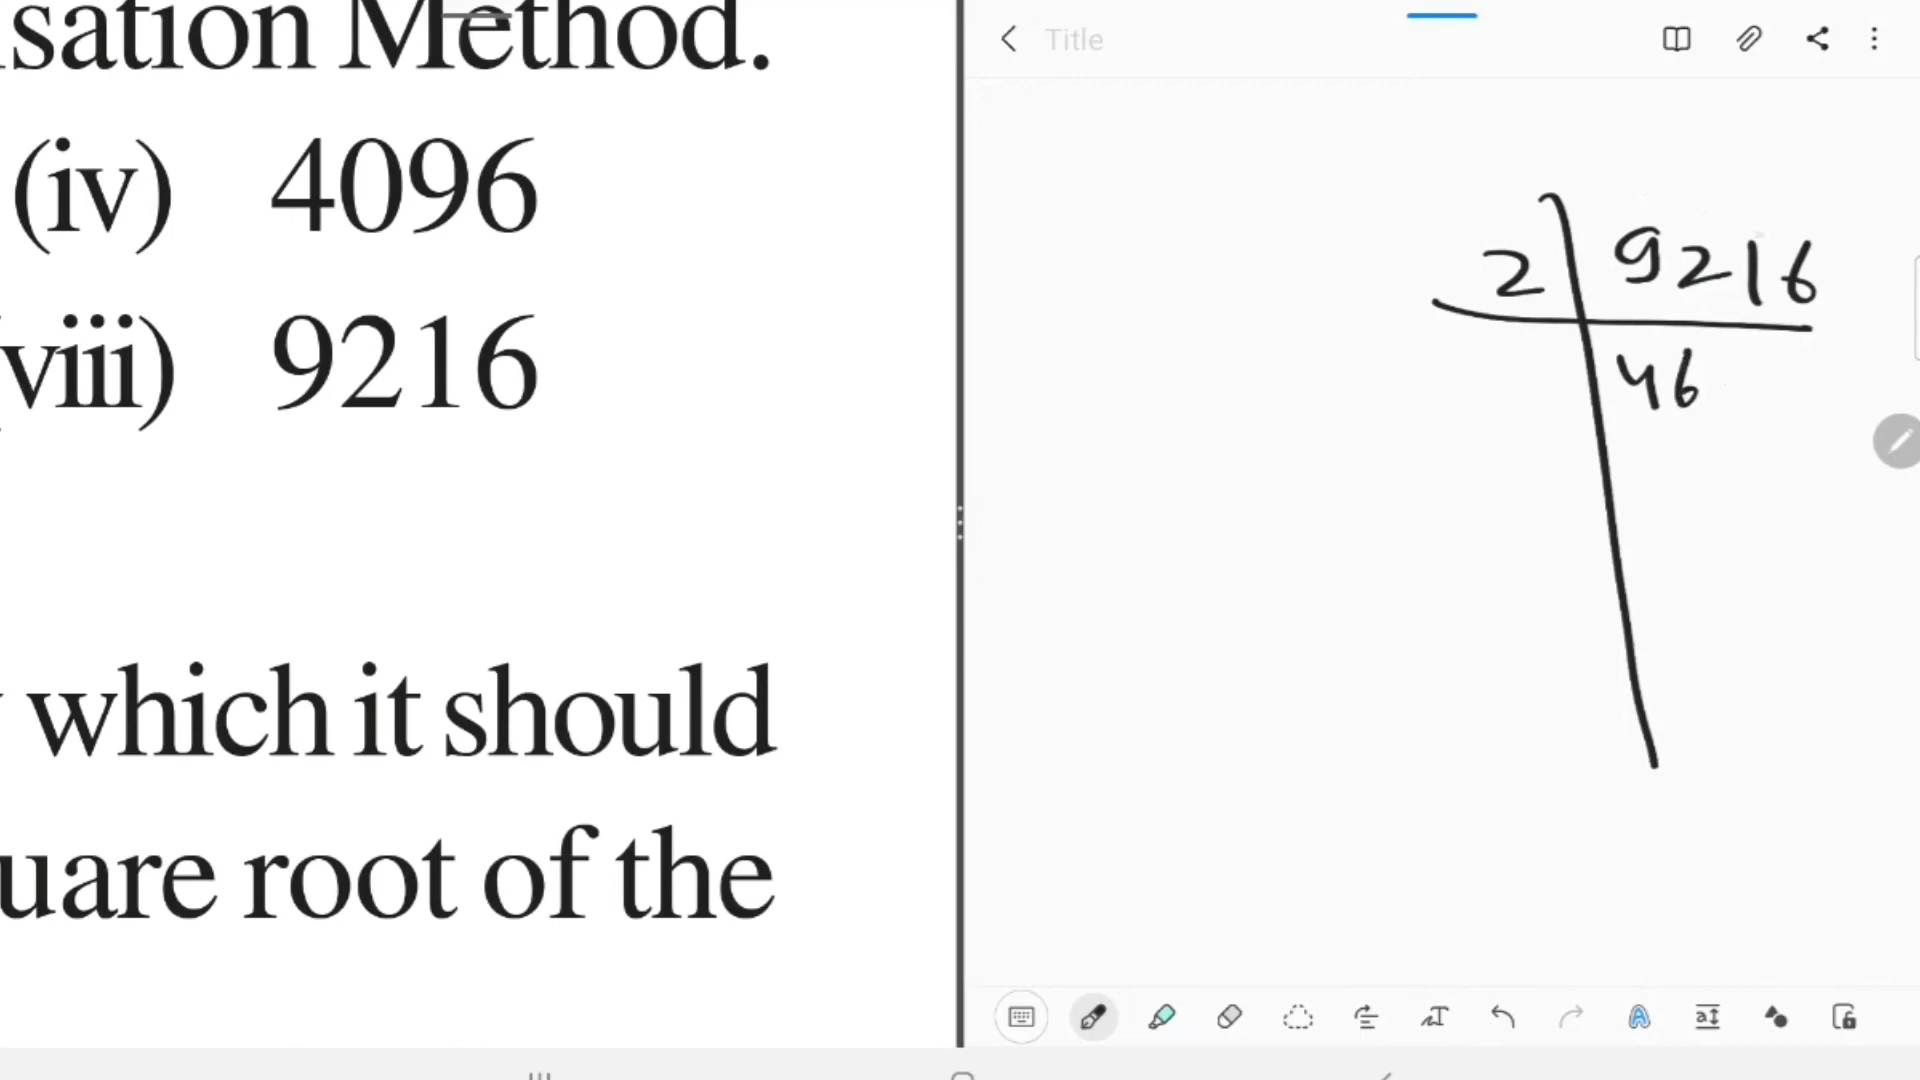 sation Method.
(iv) 4096
viii) 9216
which it should
uare root of the
Title
2 9216
46